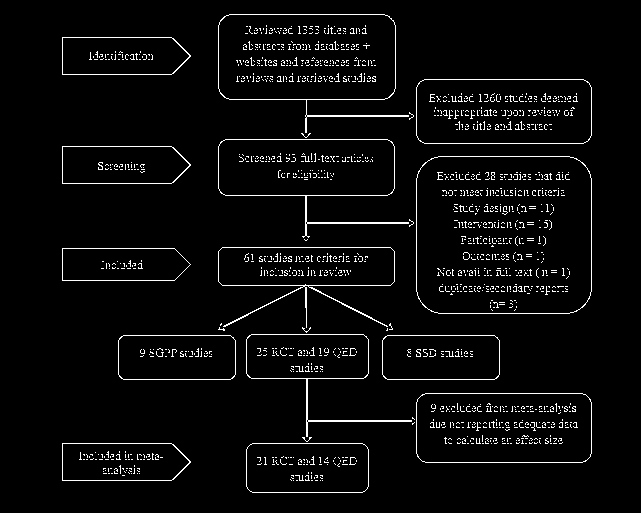 Identification
Reviewed 1353 titles and
abstracts from databases +
websites and references from
reviews and retrieved studies
Excluded 1260 studies deemed
inappropriate upon review of
the title and abstract
Screening
Screened 93 full-text articles
for eligibility
Excluded 28 studies that did
not meet inclusion criteria
Study design (n = 11)
Intervention (n = 15)
Participant (n = 1)
Outcomes (n = 1)
Not avail in full text ( n = 1)
duplicate/secondary reports
(n= 3)
Included
61 studies met criteria for
inclusion in review
9 SGPP studies
25 RCT and 19 QED
studies
8 SSD studies
9 excluded from meta-analysis
due not reporting adequate data
to calculate an effect size
Included in meta-
analysis
21 RCT and 14 QED
studies